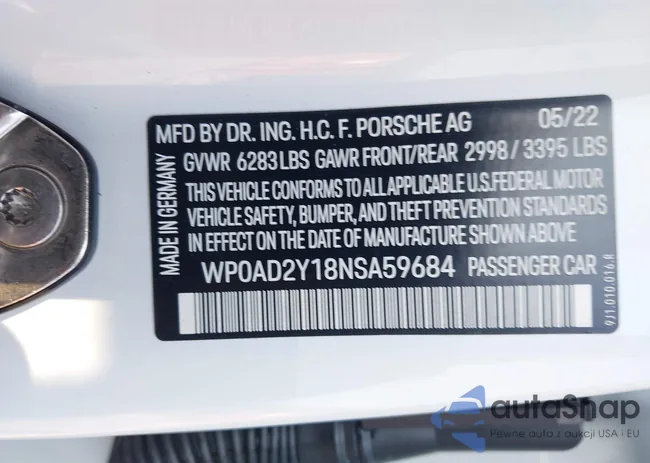 MFD BY DR. ING. H.C. F. PORSCHE AG 05/22
GVWR 6283 LBS GAWR FRONT/REAR 2998 / 3395 LBS
THIS VEHICLE CONFORMS TO ALL APPLICABLE U.S.FEDERAL MOTOR
VEHICLE SAFETY, BUMPER, AND THEFT PREVENTION STANDARDS
IN EFFECT ON THE DATE OF MANUFACTURE SHOWN ABOVE
WP0AD2Y18NSA59684 PASSENGER CAR
MADE IN GERMANY
9J1.010.016.R
autaSnap
Pewne auta z aukcji USA i EU